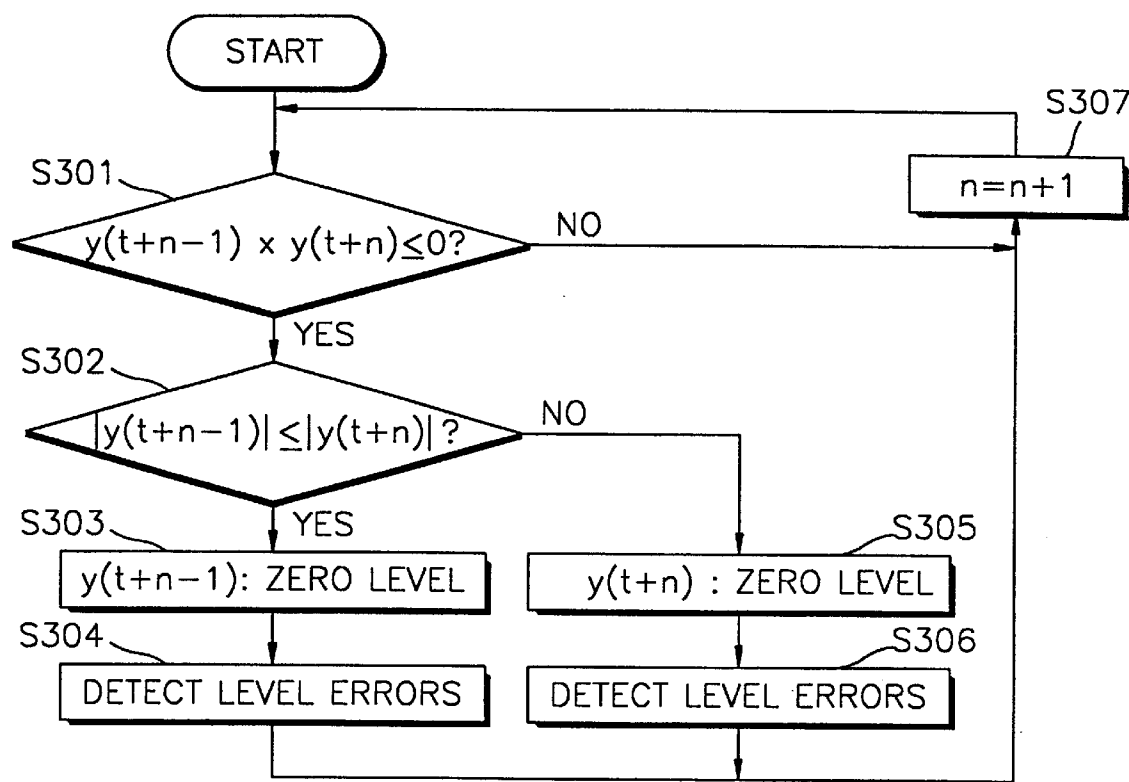 START
S307
n=n+1
S301
y(t+n-1) x y(t+n)≤0?
NO
YES
S302
|y(t+n-1)|≤|y(t+n)|?
NO
YES
S303
y(t+n-1): ZERO LEVEL
S305
y(t+n) : ZERO LEVEL
S304
DETECT LEVEL ERRORS
S306
DETECT LEVEL ERRORS